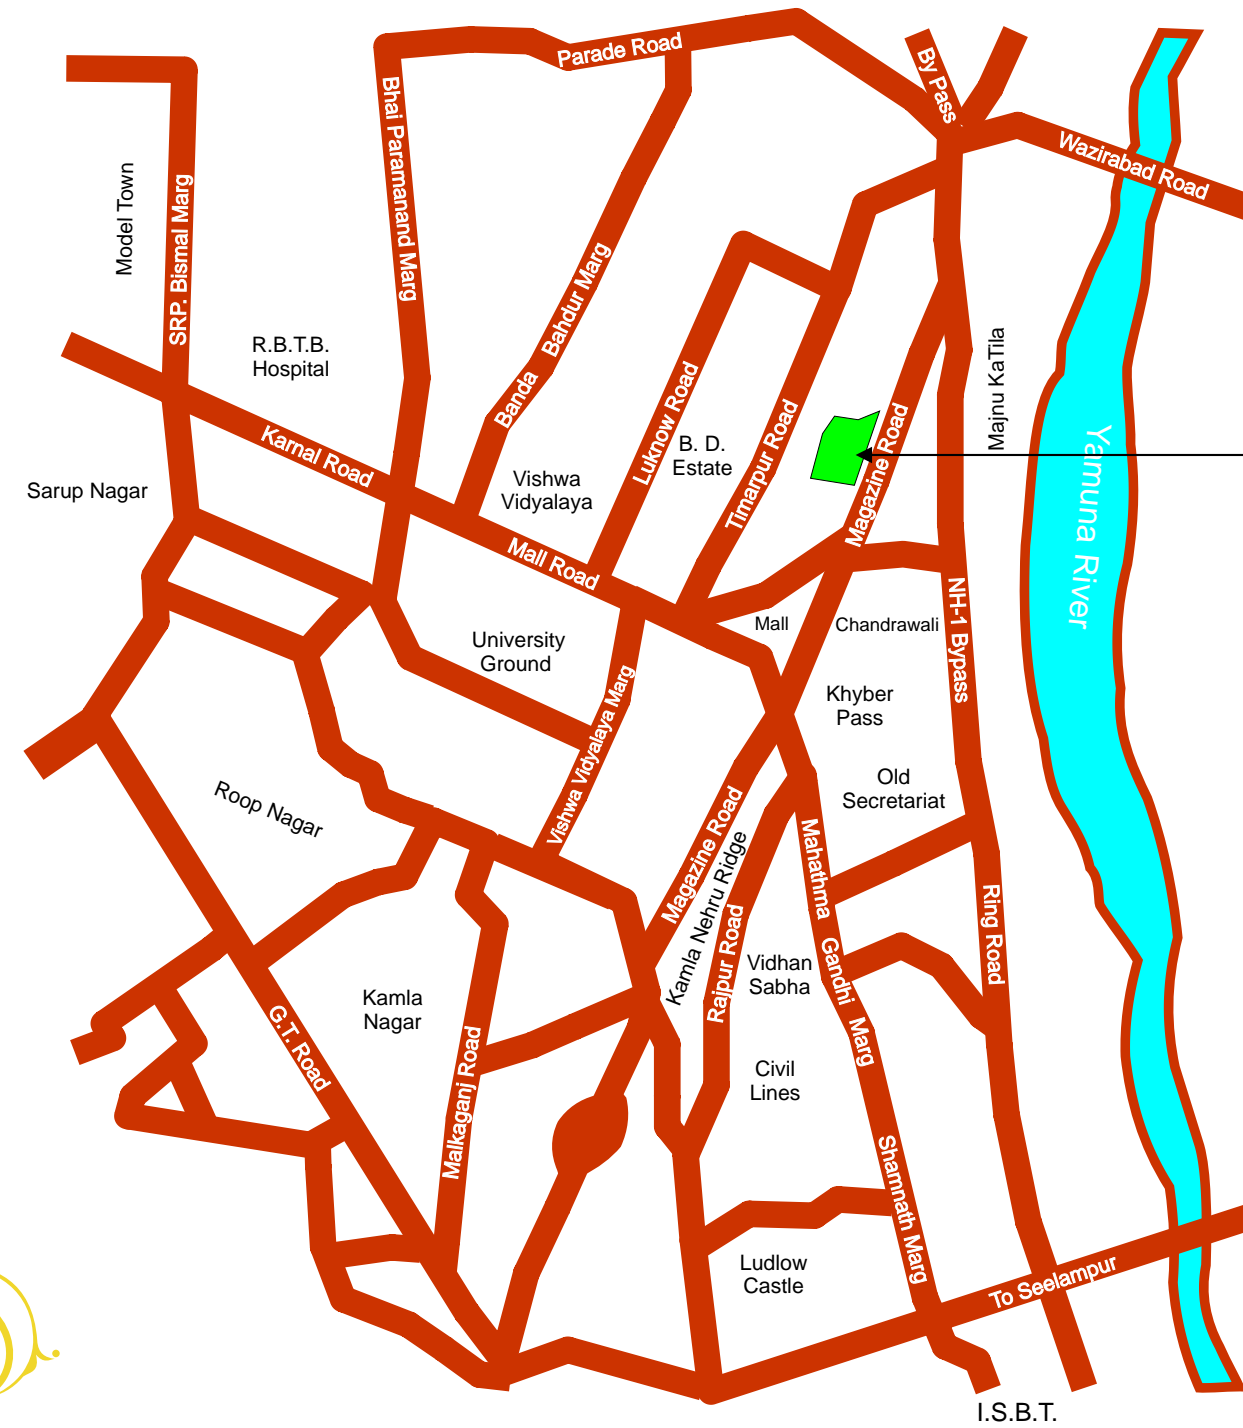 Parade Road
By Pass
Wazirabad Road
Bhai Paramanand Marg
Model Town
SRP. Bismal Marg
Banda Bahdur Marg
R.B.T.B.
Hospital
Majnu KaTila
Karnal Road
Luknow Road
B. D.
Estate
Timarpur Road
Magazine Road
Yamuna River
Sarup Nagar
Vishwa
Vidyalaya
Mall Road
NH-1 Bypass
Mall
Chandrawali
University
Ground
Vishwa Vidyalaya Marg
Khyber
Pass
Old
Secretariat
Roop Nagar
Magazine Road
Kamla Nehru Ridge
Mahathma Gandhi Marg
Rajpur Road
Ring Road
Vidhan
Sabha
Kamla
Nagar
G.T. Road
Malkaganj Road
Civil
Lines
Shamnath Marg
Ludlow
Castle
To Seelampur
I.S.B.T.